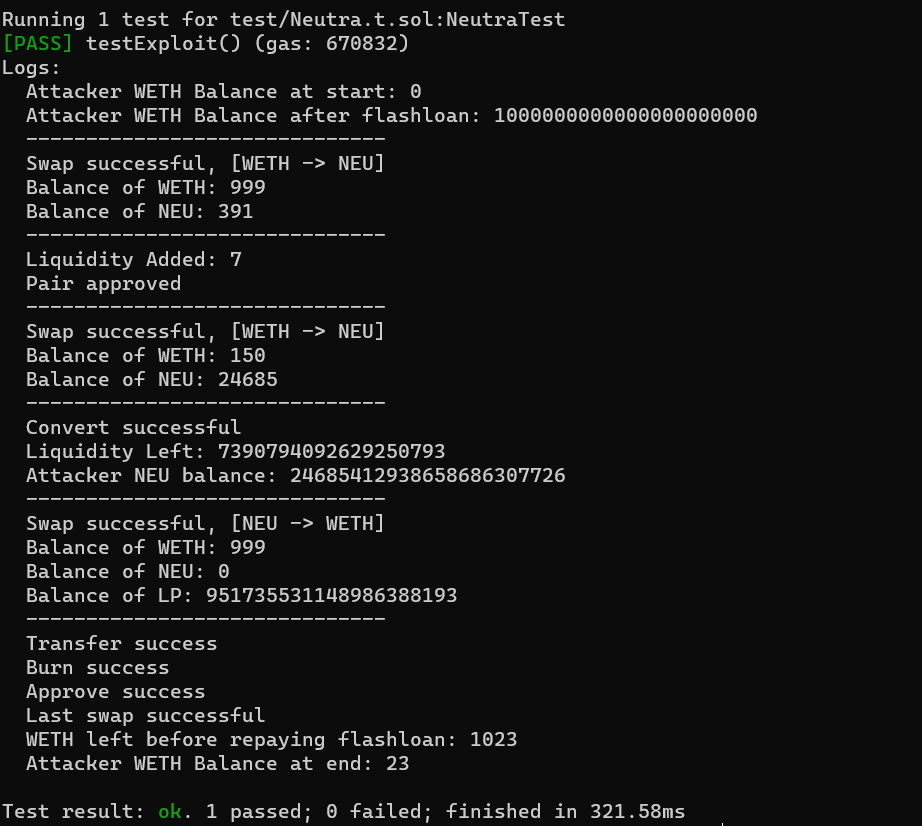 Running 1 test for test/Neutra.t.sol:NeutraTest
[PASS] testExploit() (gas: 670832)
Logs:
  Attacker WETH Balance at start: 0
  Attacker WETH Balance after flashloan: 1000000000000000000000
  ------------------------------
  Swap successful, [WETH -> NEU]
  Balance of WETH: 999
  Balance of NEU: 391
  ------------------------------
  Liquidity Added: 7
  Pair approved
  ------------------------------
  Swap successful, [WETH -> NEU]
  Balance of WETH: 150
  Balance of NEU: 24685
  ------------------------------
  Convert successful
  Liquidity Left: 7390794092629250793
  Attacker NEU balance: 24685412938658686307726
  ------------------------------
  Swap successful, [NEU -> WETH]
  Balance of WETH: 999
  Balance of NEU: 0
  Balance of LP: 951735531148986388193
  ------------------------------
  Transfer success
  Burn success
  Approve success
  Last swap successful
  WETH left before repaying flashloan: 1023
  Attacker WETH Balance at end: 23

Test result: ok. 1 passed; 0 failed; finished in 321.58ms